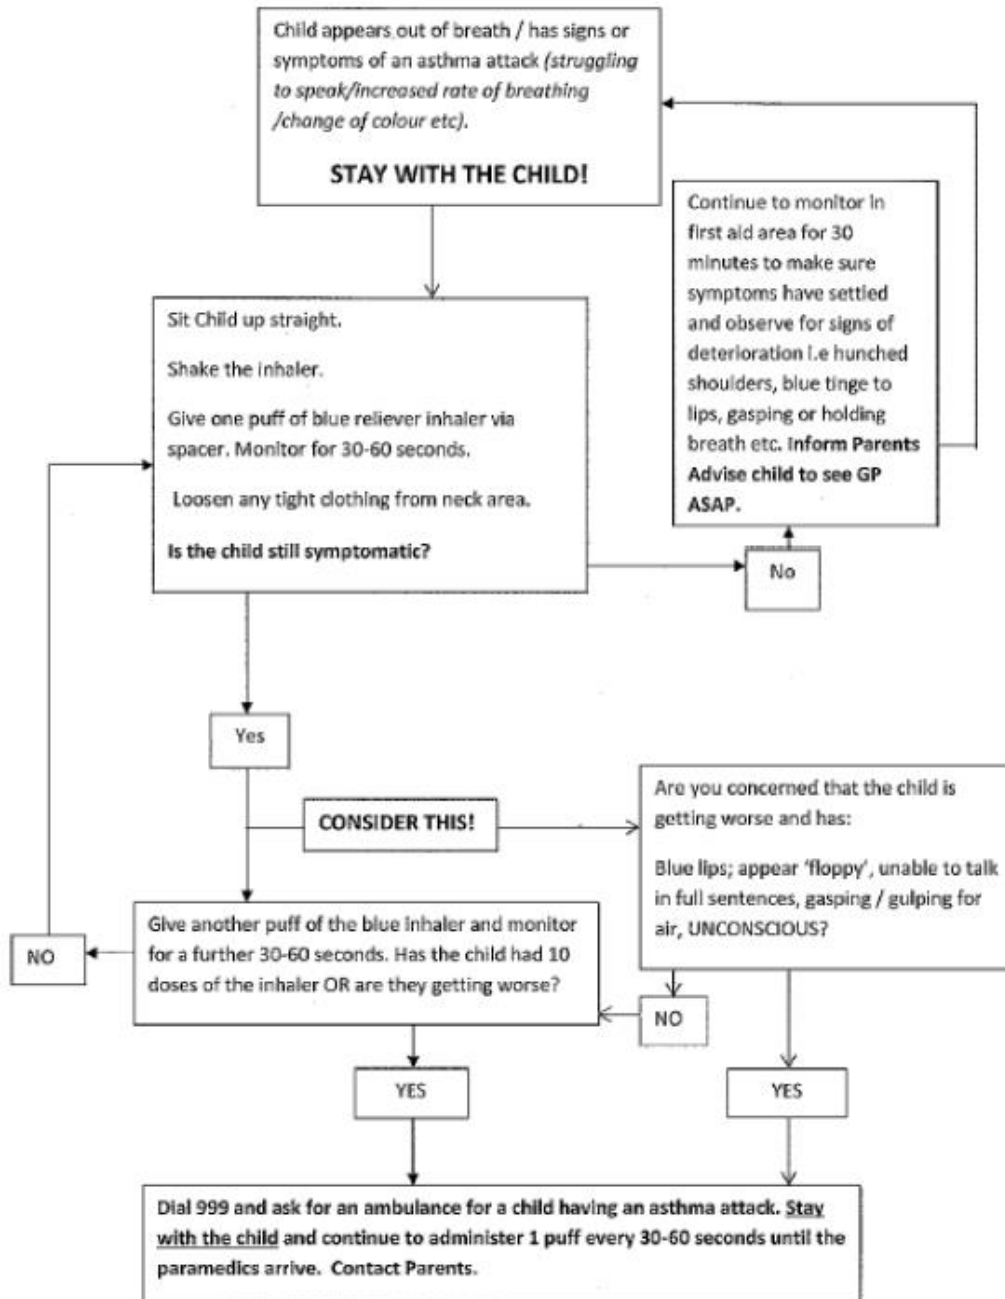 Child appears out of breath / has signs or
symptoms of an asthma attack (struggling
to speak/increased rate of breathing
/change of colour etc).
STAY WITH THE CHILD!
Continue to monitor in
first aid area for 30
minutes to make sure
symptoms have settled
and observe for signs of
deterioration i.e hunched
shoulders, blue tinge to
lips, gasping or holding
breath etc. Inform Parents
Advise child to see GP
ASAP.
Sit Child up straight.
Shake the inhaler.
Give one puff of blue reliever inhaler via
spacer. Monitor for 30-60 seconds.
Loosen any tight clothing from neck area.
Is the child still symptomatic?
No
Yes
CONSIDER THIS!
Are you concerned that the child is
getting worse and has:
Blue lips; appear 'floppy', unable to talk
in full sentences, gasping / gulping for
air, UNCONSCIOUS?
Give another puff of the blue inhaler and monitor
for a further 30-60 seconds. Has the child had 10
doses of the inhaler OR are they getting worse?
NO
NO
YES
YES
Dial 999 and ask for an ambulance for a child having an asthma attack. Stay
with the child and continue to administer 1 puff every 30-60 seconds until the
paramedics arrive. Contact Parents.